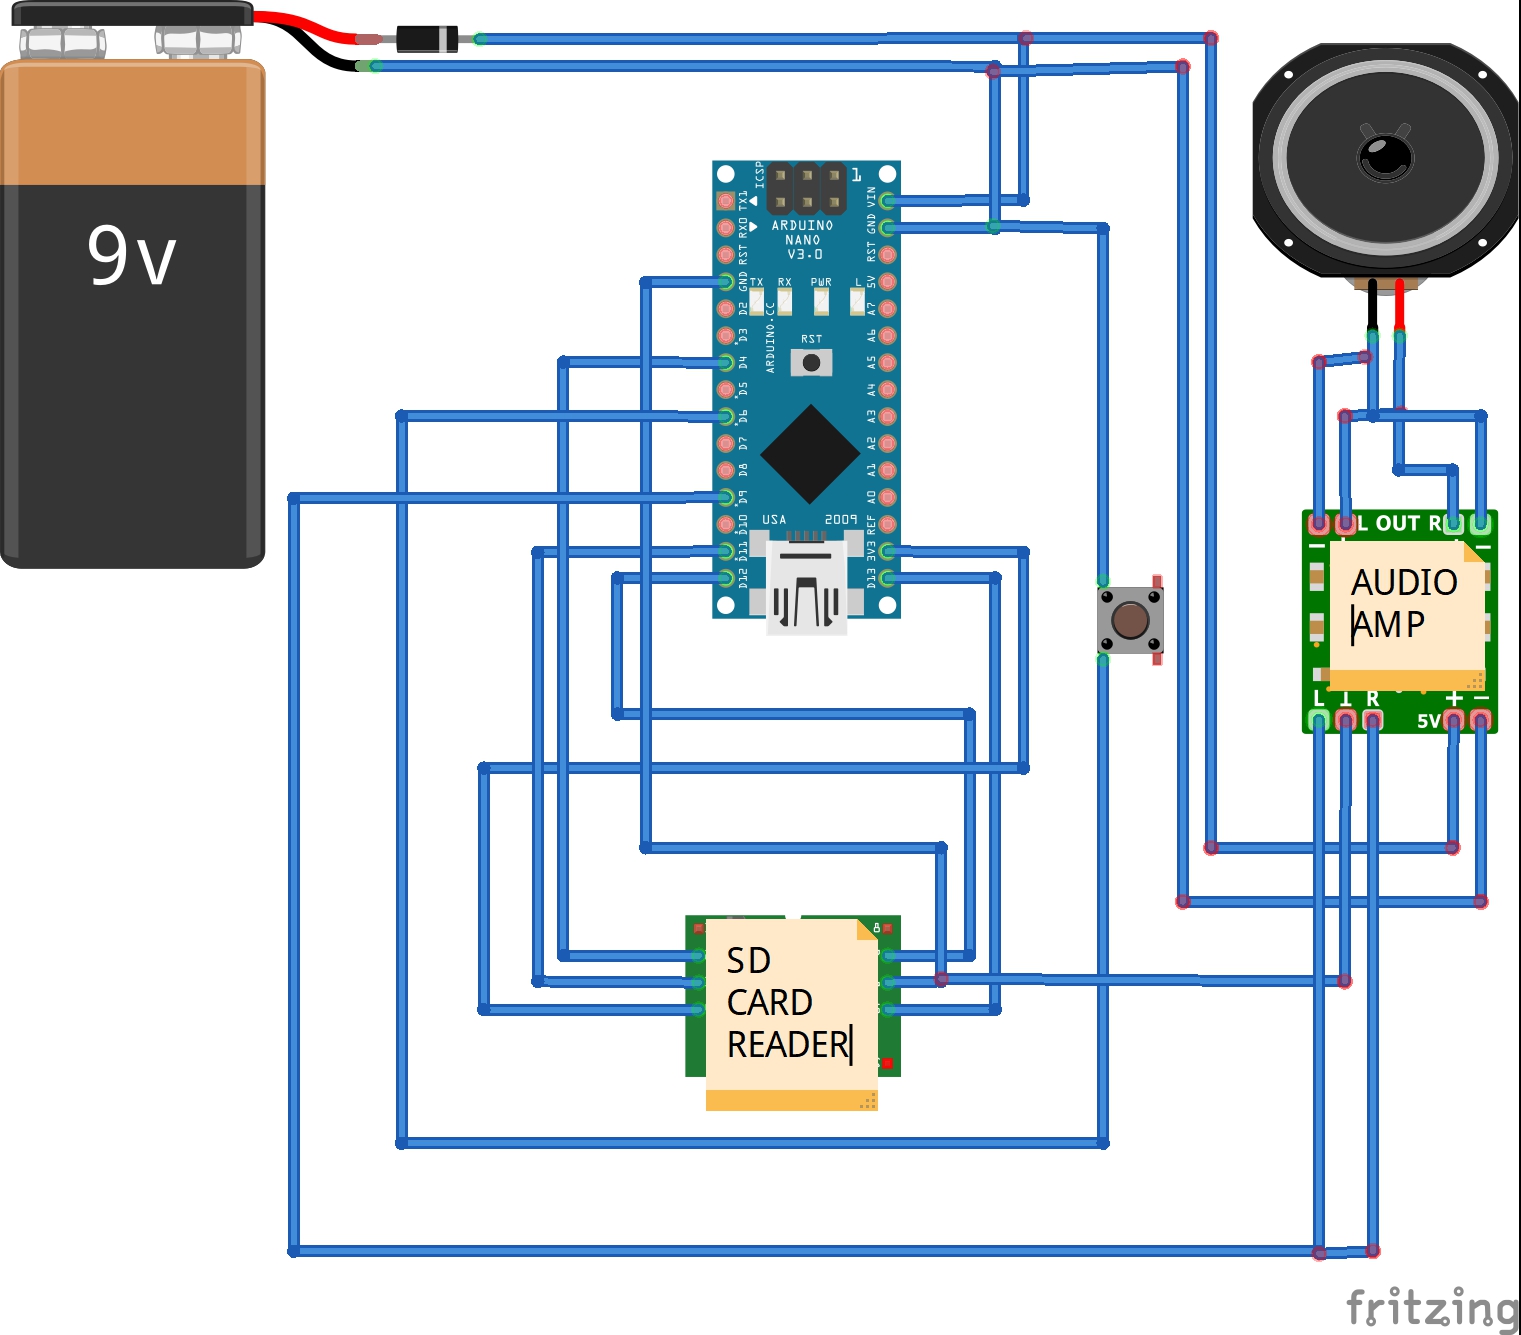 9v
ICSP
1
ARDUINO
NANO
V3.0
TX1
RX0
RST
GND
D2
D3
D4
D5
D6
D7
D8
D9
D10
D11
D12
VIN
GND
RST
5V
A7
A6
A5
A4
A3
A2
A1
A0
REF
3V3
D13
TX RX PWR L
ARDUINO.CC
RST
USA 2009
L OUT R
AUDIO
AMP
L ⊥ R + −
5V
8
SD
CARD
READER
fritzing